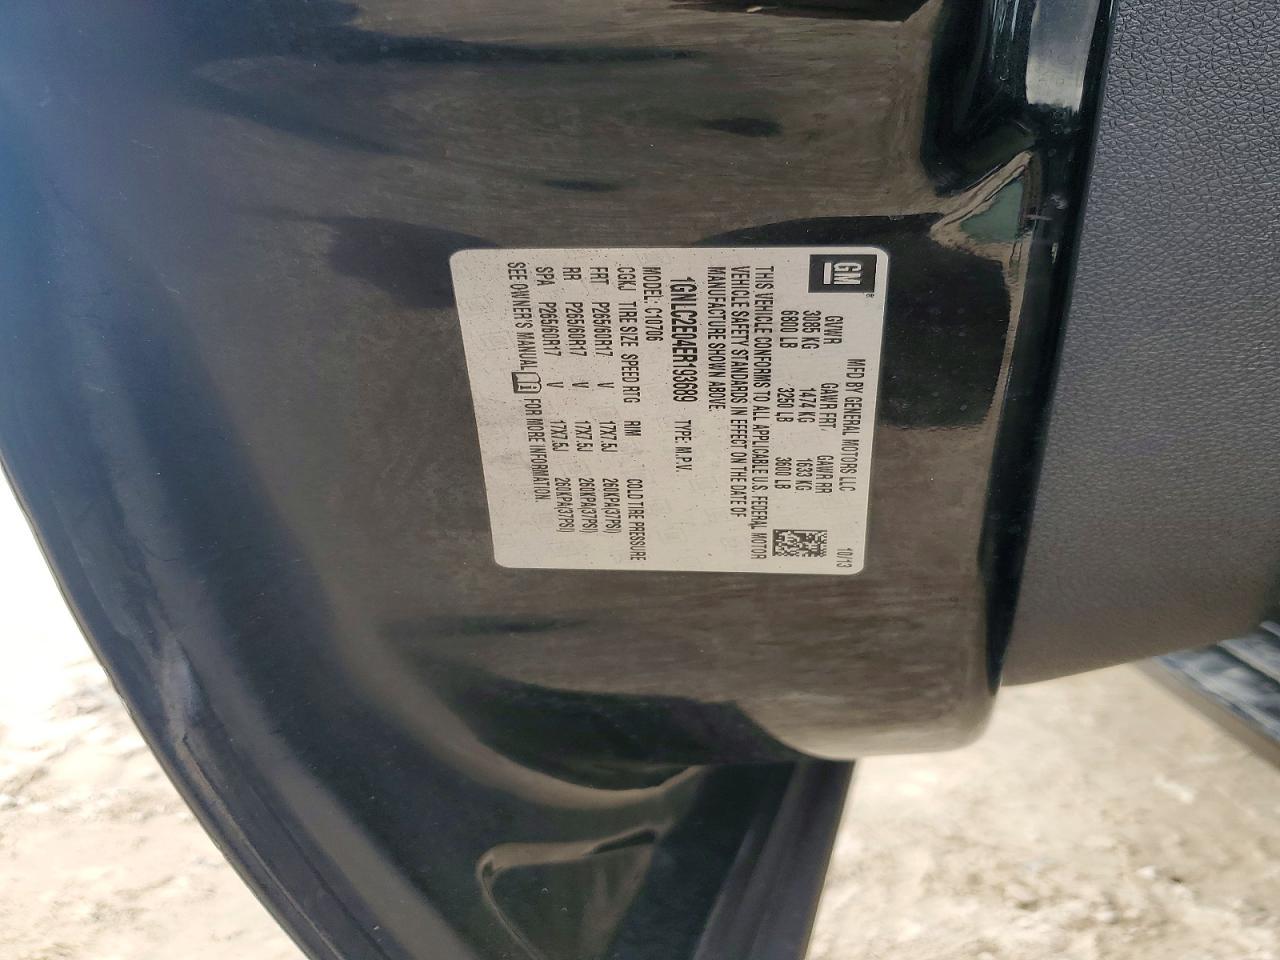 GM ®
MFD BY GENERAL MOTORS LLC 10/13
GVWR GAWR FRT. GAWR RR
3085 KG 1474 KG 1633 KG
6800 LB 3250 LB 3600 LB
THIS VEHICLE CONFORMS TO ALL APPLICABLE U.S. FEDERAL MOTOR
VEHICLE SAFETY STANDARDS IN EFFECT ON THE DATE OF
MANUFACTURE SHOWN ABOVE.
1GNLC2E04ER193689 TYPE: M.P.V.
MODEL: C10706
CGKJ TIRE SIZE SPEED RTG RIM COLD TIRE PRESSURE
FRT P265/60R17 V 17X7.5J 260KPA(37PSI)
RR P265/60R17 V 17X7.5J 260KPA(37PSI)
SPA P265/60R17 V 17X7.5J 260KPA(37PSI)
SEE OWNER'S MANUAL FOR MORE INFORMATION.